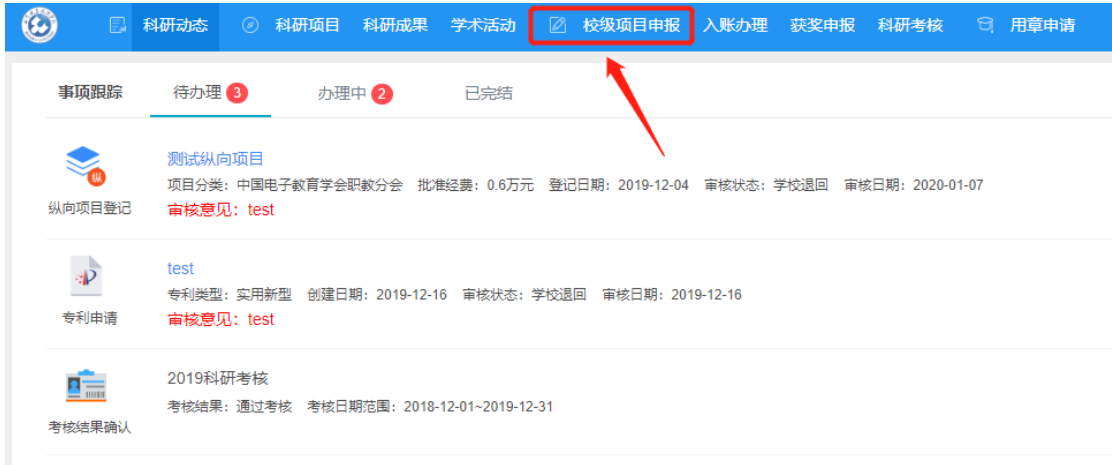 科研动态 科研项目 科研成果 学术活动 校级项目申报 入账办理 获奖申报 科研考核 用章申请
事项跟踪 待办理 3 办理中 2 已完结
测试纵向项目
项目分类：中国电子教育学会职教分会 批准经费：0.6万元 登记日期：2019-12-04 审核状态：学校退回 审核日期：2020-01-07
纵
纵向项目登记 审核意见：test
test
专利类型：实用新型 创建日期：2019-12-16 审核状态：学校退回 审核日期：2019-12-16
专利申请 审核意见：test
2019科研考核
考核结果：通过考核 考核日期范围：2018-12-01~2019-12-31
考核结果确认